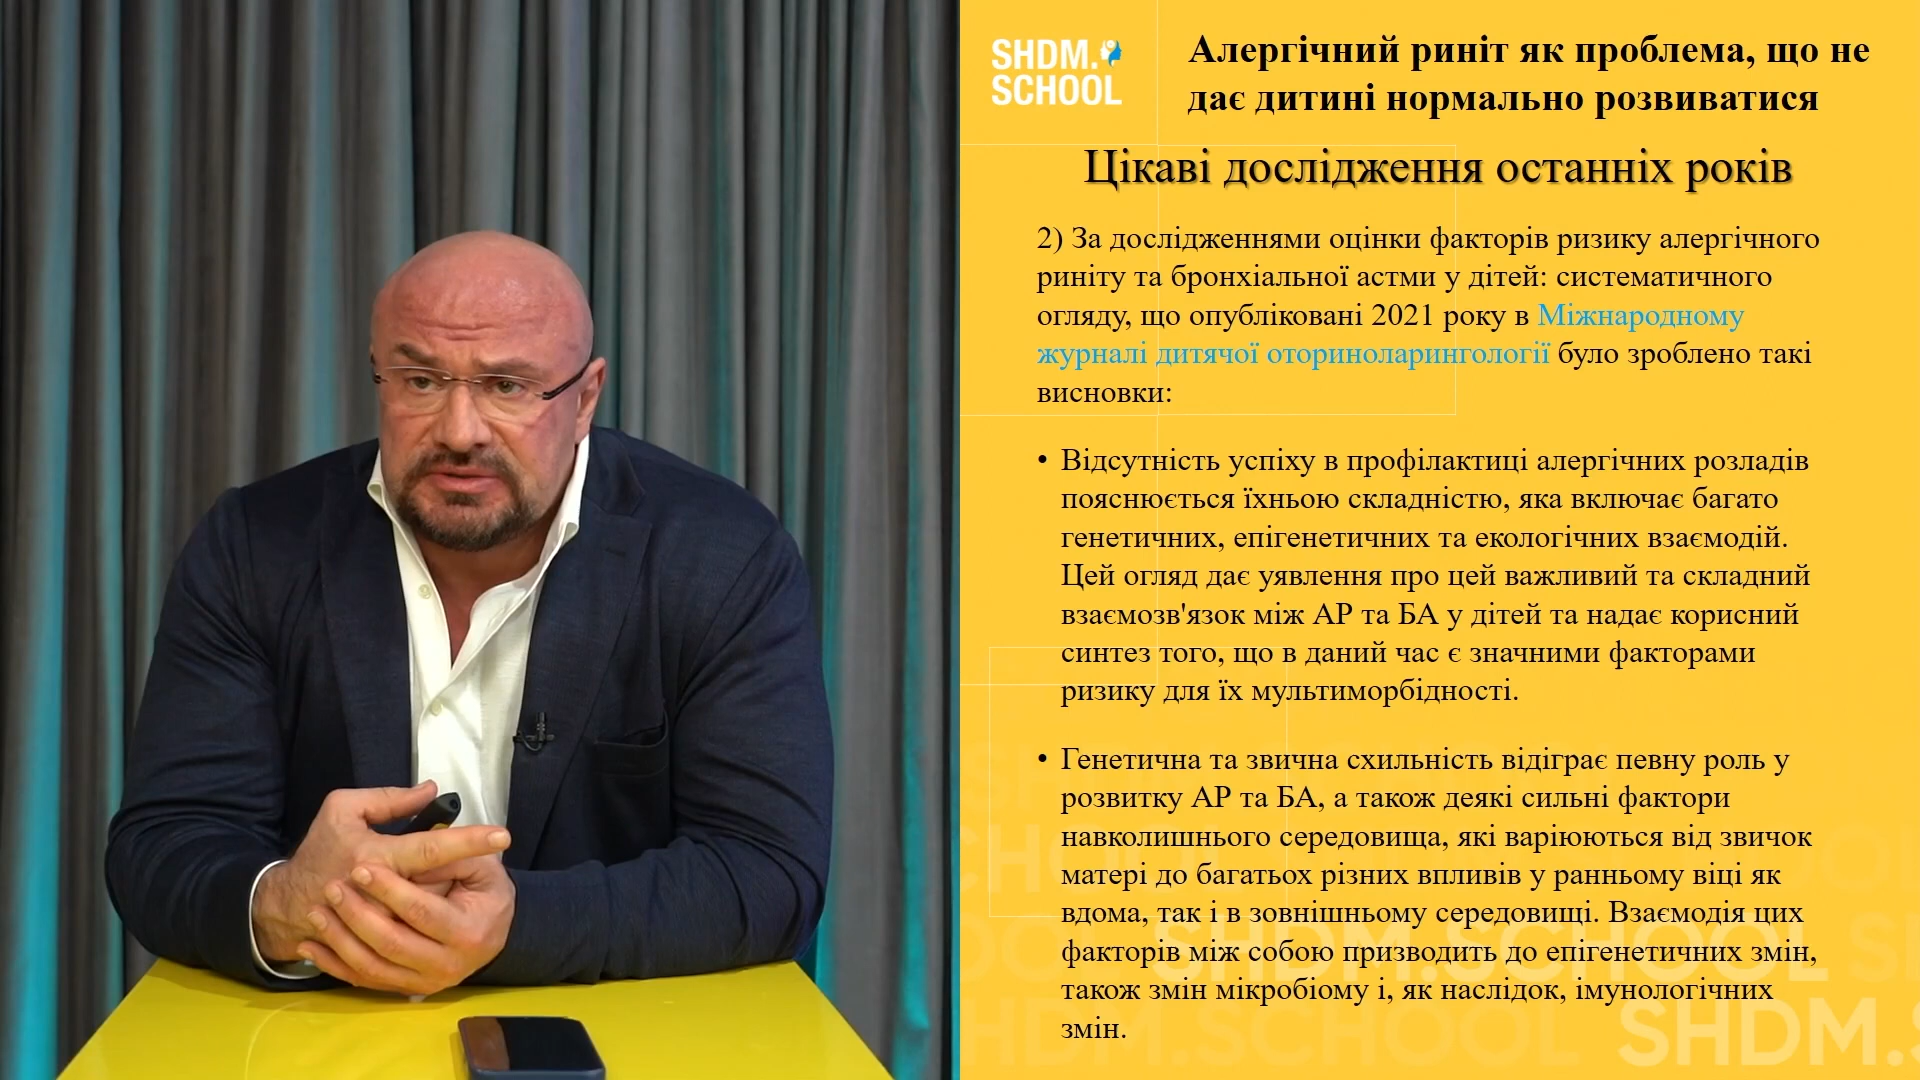 SHDM.
SCHOOL
Алергічний риніт як проблема, що не
дає дитині нормально розвиватися
Цікаві дослідження останніх років
2) За дослідженнями оцінки факторів ризику алергічного
риніту та бронхіальної астми у дітей: систематичного
огляду, що опубліковані 2021 року в Міжнародному
журналі дитячої оториноларингології було зроблено такі
висновки:
• Відсутність успіху в профілактиці алергічних розладів
пояснюється їхньою складністю, яка включає багато
генетичних, епігенетичних та екологічних взаємодій.
Цей огляд дає уявлення про цей важливий та складний
взаємозв'язок між АР та БА у дітей та надає корисний
синтез того, що в даний час є значними факторами
ризику для їх мультиморбідності.
• Генетична та звична схильність відіграє певну роль у
розвитку АР та БА, а також деякі сильні фактори
навколишнього середовища, які варіюються від звичок
матері до багатьох різних впливів у ранньому віці як
вдома, так і в зовнішньому середовищі. Взаємодія цих
факторів між собою призводить до епігенетичних змін,
також змін мікробіому і, як наслідок, імунологічних
змін.